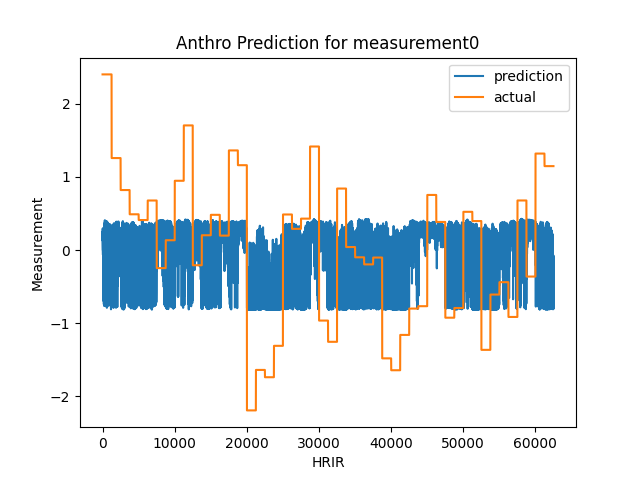 Anthro Prediction for measurement0
prediction
actual
Measurement
2
1
0
−1
−2
0 10000 20000 30000 40000 50000 60000
HRIR